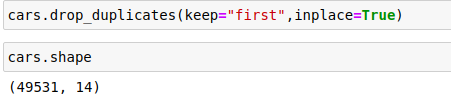 cars.drop_duplicates(keep="first",inplace=True)
cars.shape
(49531, 14)